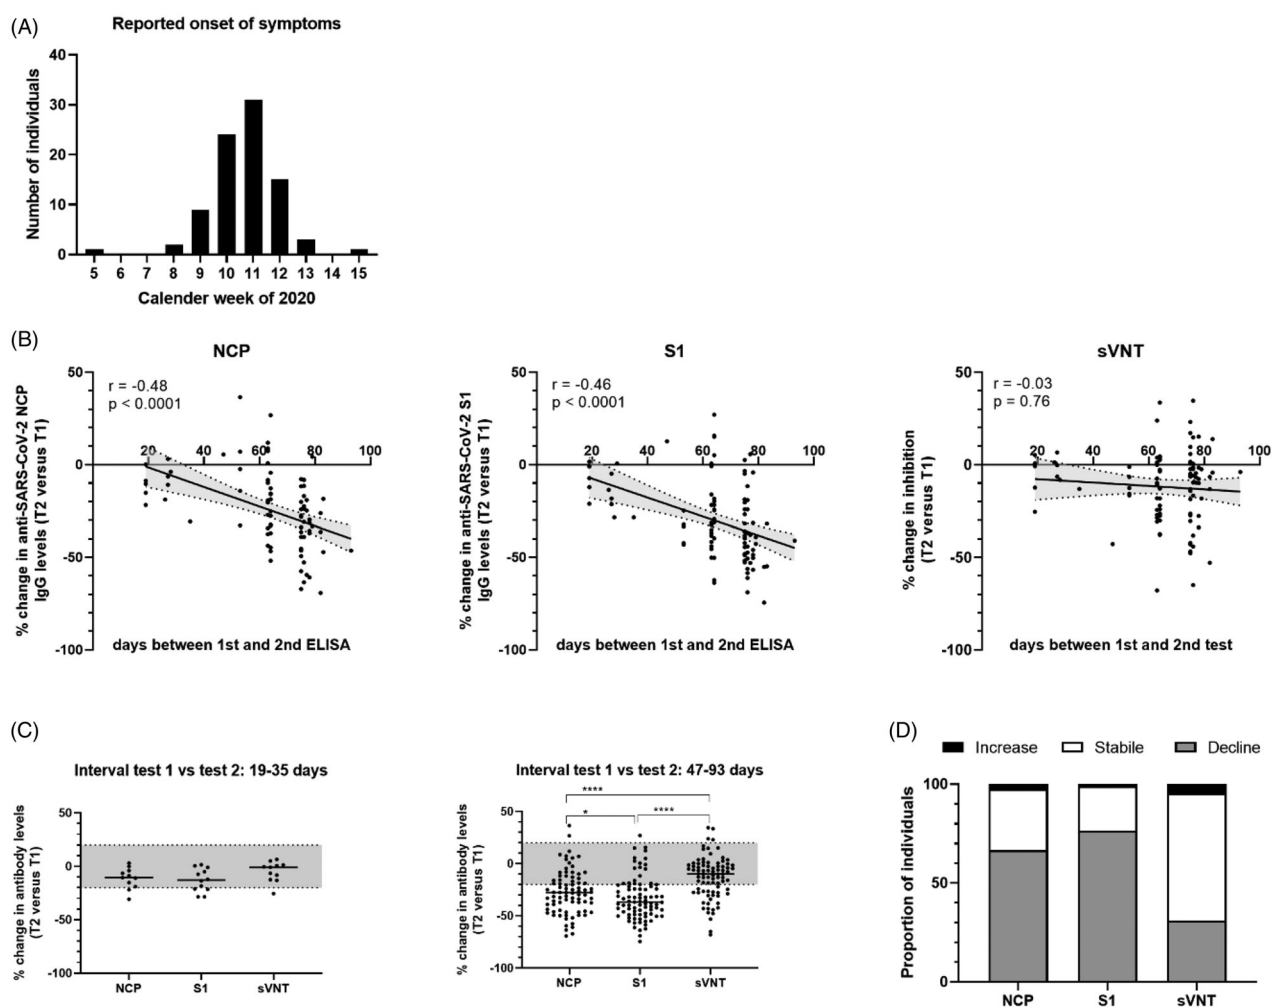 (A)
Reported onset of symptoms
Number of individuals
40
30
20
10
0
5 6 7 8 9 10 11 12 13 14 15
Calender week of 2020
(B)
NCP
% change in anti-SARS-CoV-2 NCP
IgG levels (T2 versus T1)
r = -0.48
p < 0.0001
50
0
-50
-100
20 40 60 80 100
days between 1st and 2nd ELISA
S1
% change in anti-SARS-CoV-2 S1
IgG levels (T2 versus T1)
r = -0.46
p < 0.0001
50
0
-50
-100
20 40 60 80 100
days between 1st and 2nd ELISA
sVNT
% change in inhibition
(T2 versus T1)
r = -0.03
p = 0.76
50
0
-50
-100
20 40 60 80 100
days between 1st and 2nd test
(C)
Interval test 1 vs test 2: 19-35 days
% change in antibody levels
(T2 versus T1)
50
0
-50
-100
NCP S1 sVNT
Interval test 1 vs test 2: 47-93 days
% change in antibody levels
(T2 versus T1)
****
* ****
50
0
-50
-100
NCP S1 sVNT
(D)
Increase Stabile Decline
Proportion of individuals
100
50
0
NCP S1 sVNT